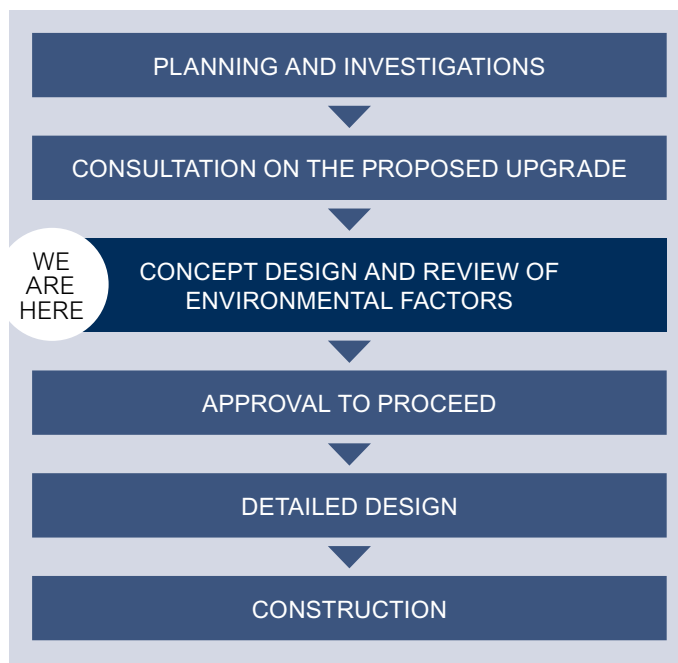 PLANNING AND INVESTIGATIONS
CONSULTATION ON THE PROPOSED UPGRADE
WE
ARE
HERE
CONCEPT DESIGN AND REVIEW OF
ENVIRONMENTAL FACTORS
APPROVAL TO PROCEED
DETAILED DESIGN
CONSTRUCTION